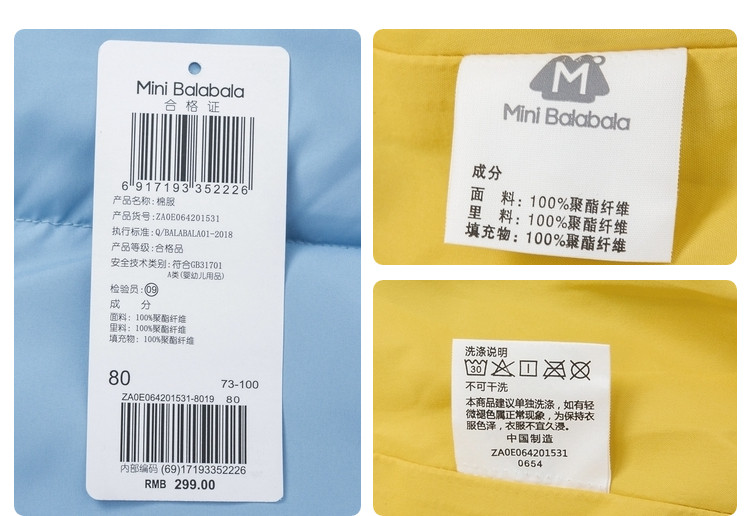 Mini Balabala
合格证
6 917193 352226
产品名称: 棉服
产品货号: ZA0E064201531
执行标准: Q/BALABALA01-2018
产品等级: 合格品
安全技术类别: 符合GB31701
A类(婴幼儿用品)
检验员: 09
成 分
面料: 100%聚酯纤维
里料: 100%聚酯纤维
填充物: 100%聚酯纤维
80 73-100
ZA0E064201531-8019 80
内部编码 (69)17193352226
RMB 299.00
M
Mini Balabala
成分
面 料: 100%聚酯纤维
里 料: 100%聚酯纤维
填充物: 100%聚酯纤维
洗涤说明
30
不可干洗
本商品建议单独洗涤，如有轻
微褪色属正常现象，为保持衣
服色泽，衣服不宜久浸。
中国制造
ZA0E064201531
0654